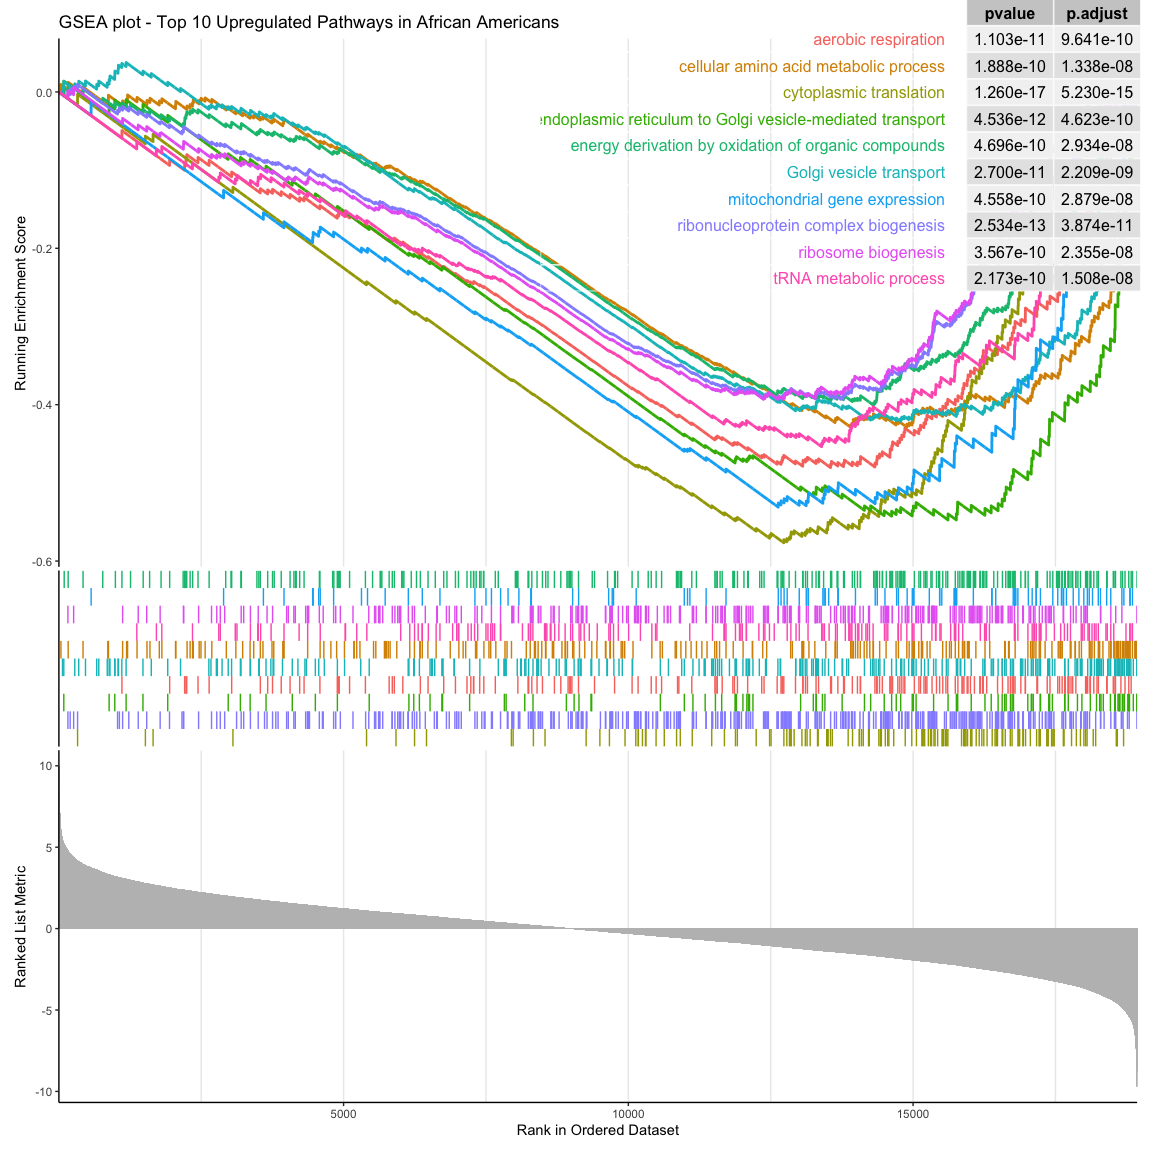 GSEA plot - Top 10 Upregulated Pathways in African Americans
pvalue p.adjust
aerobic respiration 1.103e-11 9.641e-10
cellular amino acid metabolic process 1.888e-10 1.338e-08
cytoplasmic translation 1.260e-17 5.230e-15
endoplasmic reticulum to Golgi vesicle-mediated transport 4.536e-12 4.623e-10
energy derivation by oxidation of organic compounds 4.696e-10 2.934e-08
Golgi vesicle transport 2.700e-11 2.209e-09
mitochondrial gene expression 4.558e-10 2.879e-08
ribonucleoprotein complex biogenesis 2.534e-13 3.874e-11
ribosome biogenesis 3.567e-10 2.355e-08
tRNA metabolic process 2.173e-10 1.508e-08
Running Enrichment Score
0.0
-0.2
-0.4
-0.6
Ranked List Metric
10
5
0
-5
-10
5000 10000 15000
Rank in Ordered Dataset